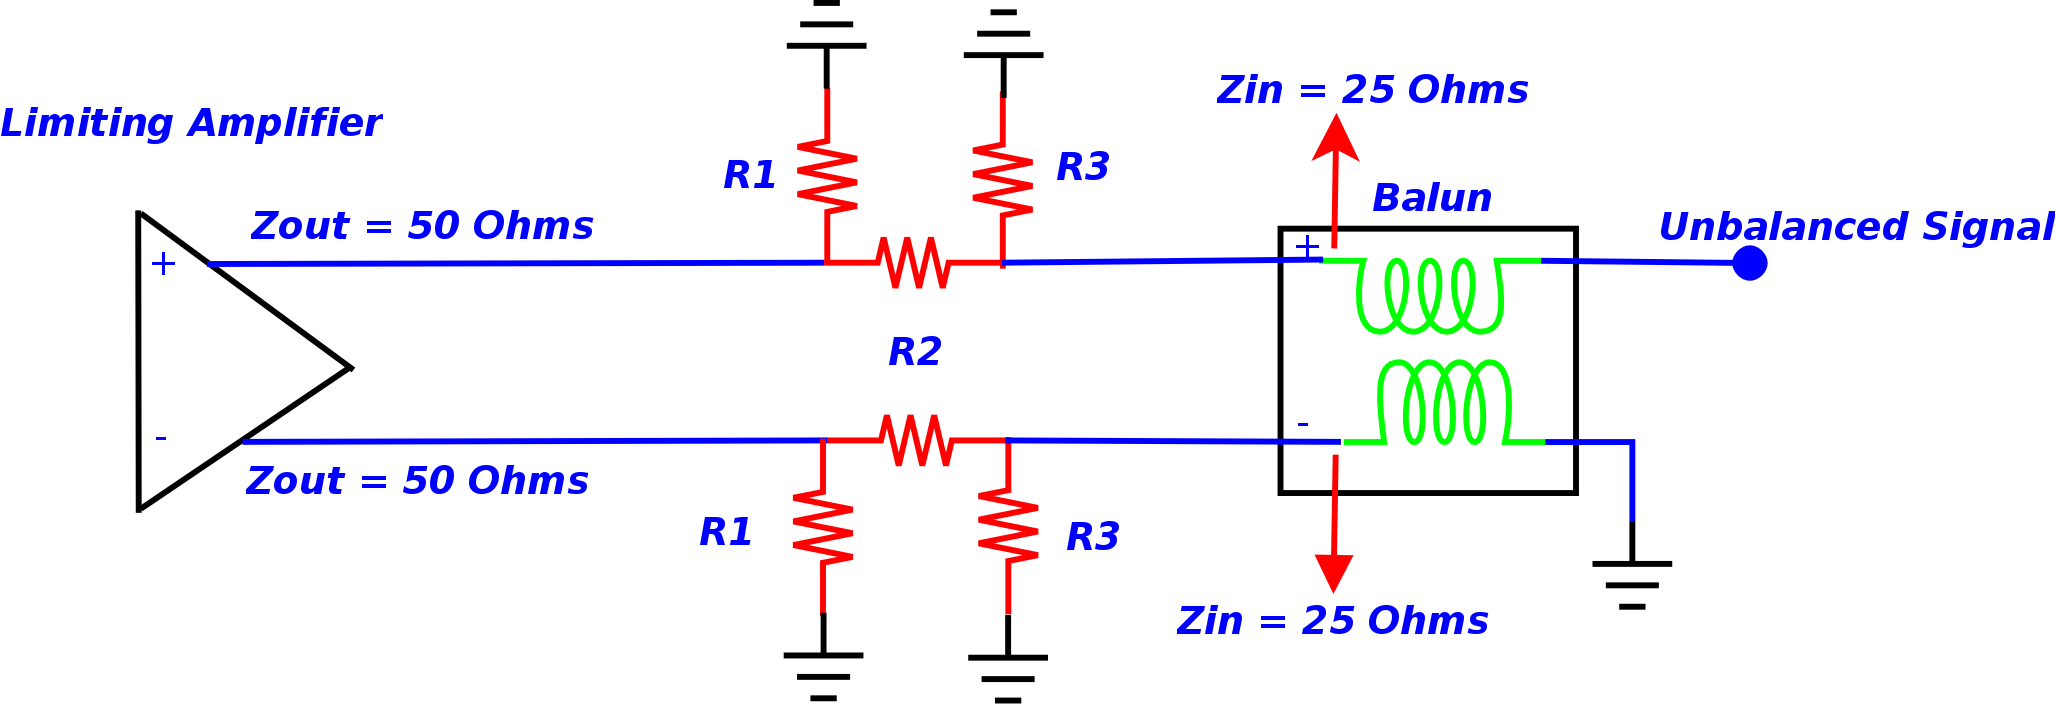 Limiting Amplifier
Zin = 25 Ohms
R1
R3
Balun
Zout = 50 Ohms
Unbalanced Signal
+
+
R2
-
-
Zout = 50 Ohms
R1
R3
Zin = 25 Ohms